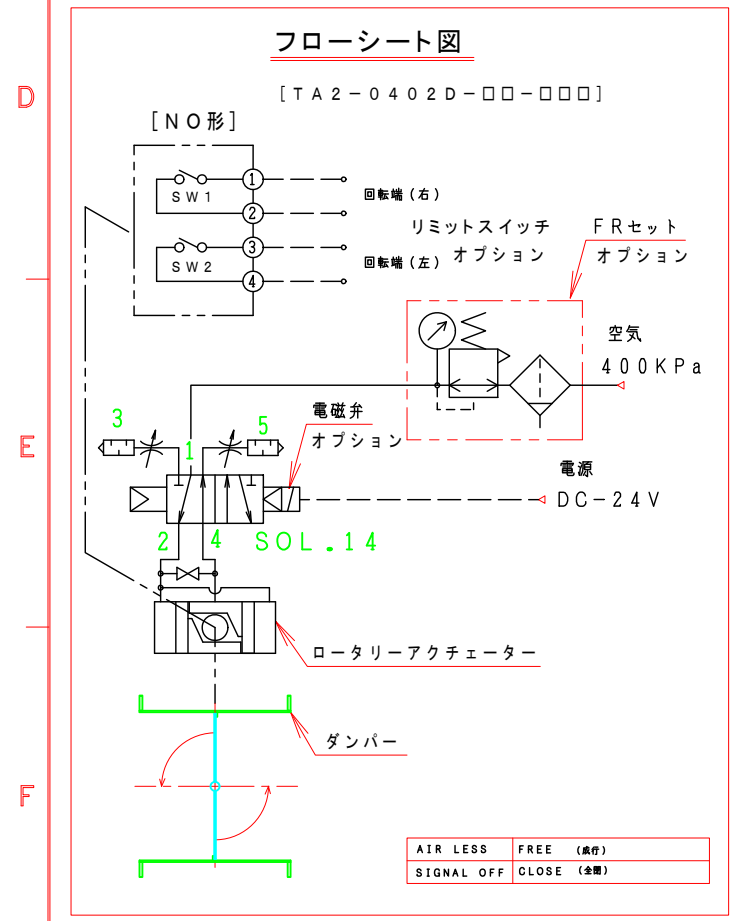 フローシート図
[TA2-0402D-□□-□□□]
[NO形]
SW1
1
2
回転端(右)
SW2
3
4
回転端(左)
リミットスイッチ
オプション
FRセット
オプション
空気
400KPa
電磁弁
オプション
3
1
5
電源
DC-24V
2
4
SOL.14
ロータリーアクチェーター
ダンパー
AIR LESS FREE (成行)
SIGNAL OFF CLOSE (全閉)
D
E
F